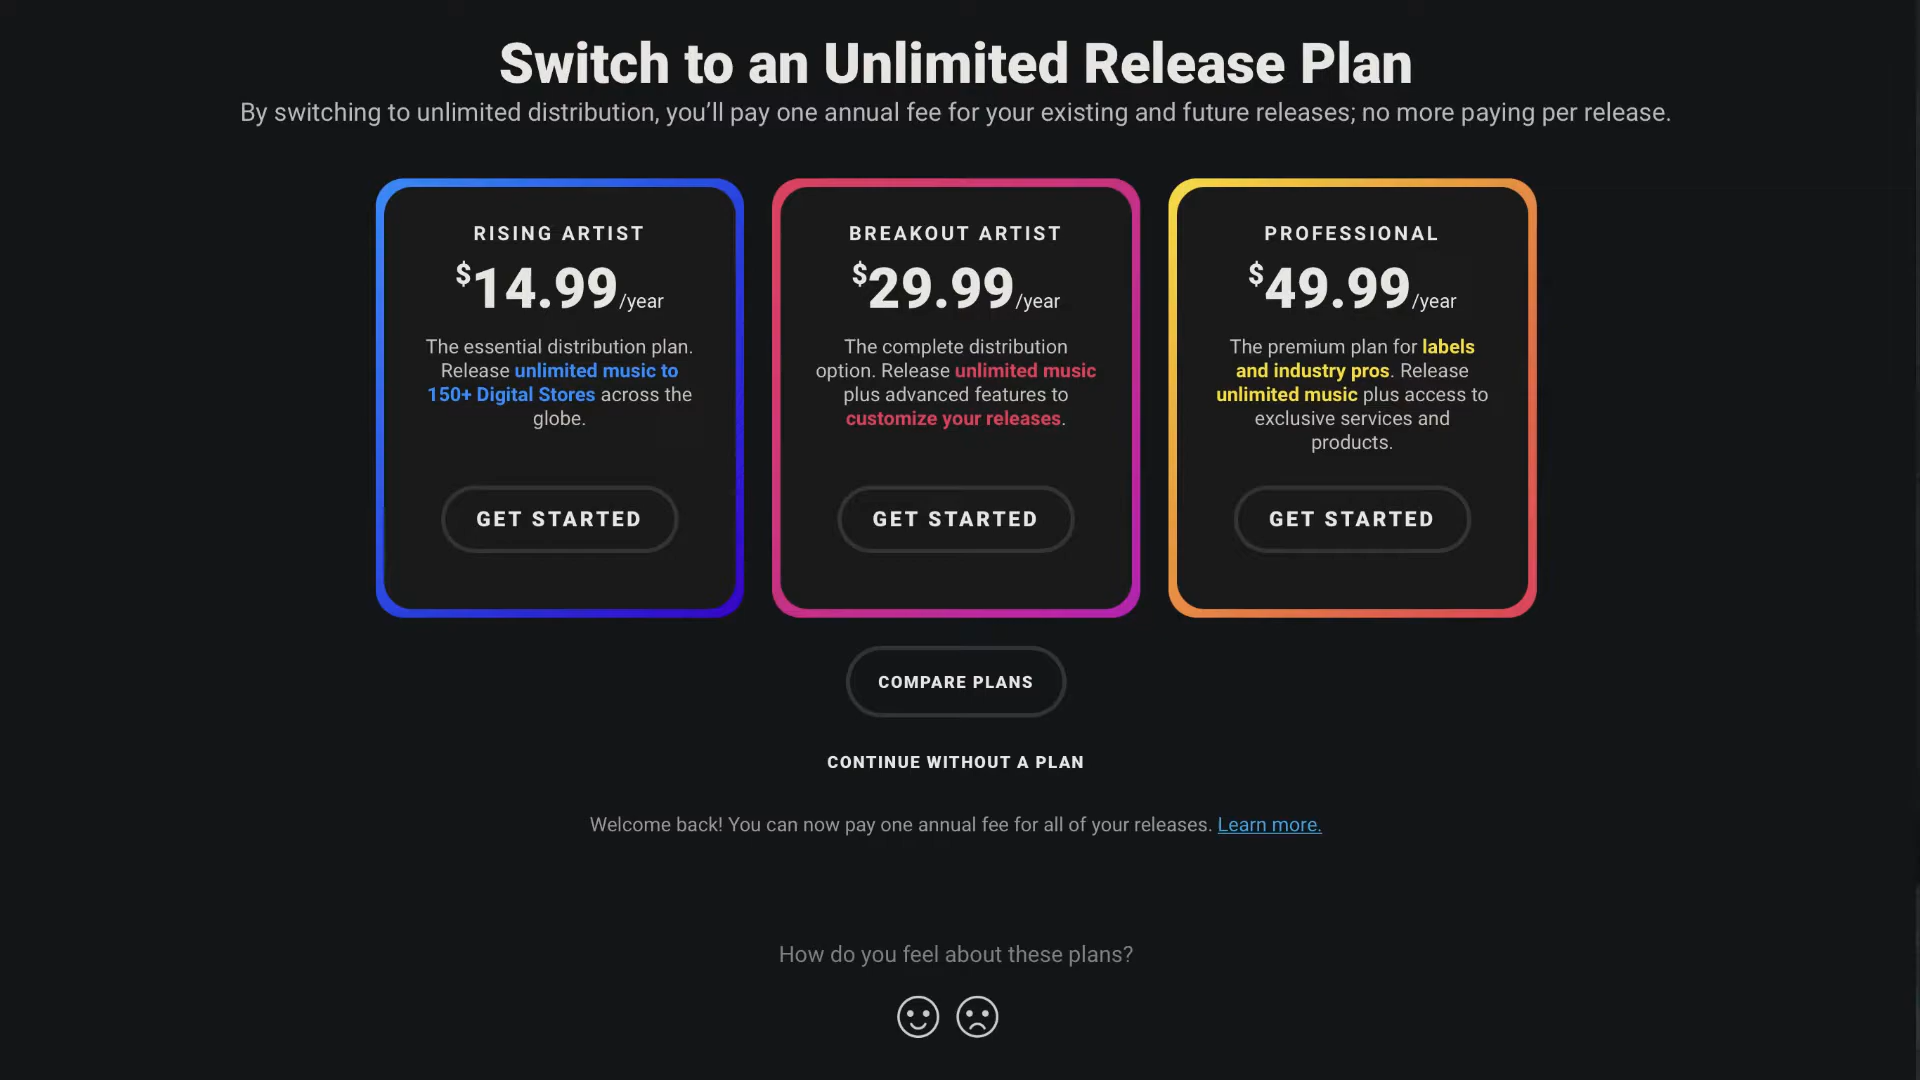 Switch to an Unlimited Release Plan
By switching to unlimited distribution, you’ll pay one annual fee for your existing and future releases; no more paying per release.
RISING ARTIST
$14.99/year
The essential distribution plan.
Release unlimited music to
150+ Digital Stores across the
globe.
GET STARTED
BREAKOUT ARTIST
$29.99/year
The complete distribution
option. Release unlimited music
plus advanced features to
customize your releases.
GET STARTED
PROFESSIONAL
$49.99/year
The premium plan for labels
and industry pros. Release
unlimited music plus access to
exclusive services and
products.
GET STARTED
COMPARE PLANS
CONTINUE WITHOUT A PLAN
Welcome back! You can now pay one annual fee for all of your releases. Learn more.
How do you feel about these plans?